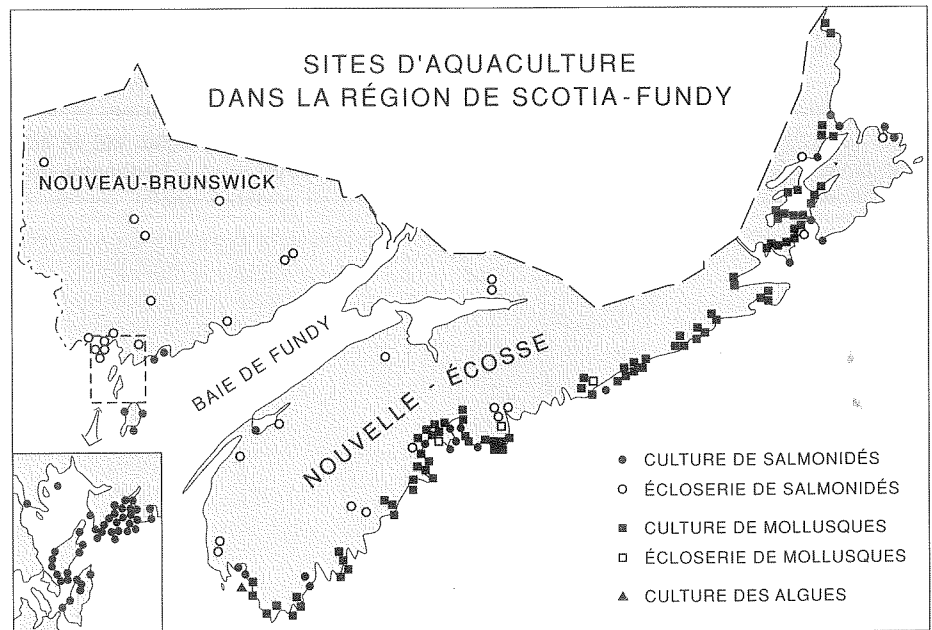 SITES D'AQUACULTURE
DANS LA RÉGION DE SCOTIA-FUNDY
NOUVEAU-BRUNSWICK
BAIE DE FUNDY
NOUVELLE-ÉCOSSE
CULTURE DE SALMONIDÉS
ÉCLOSERIE DE SALMONIDÉS
CULTURE DE MOLLUSQUES
ÉCLOSERIE DE MOLLUSQUES
CULTURE DES ALGUES